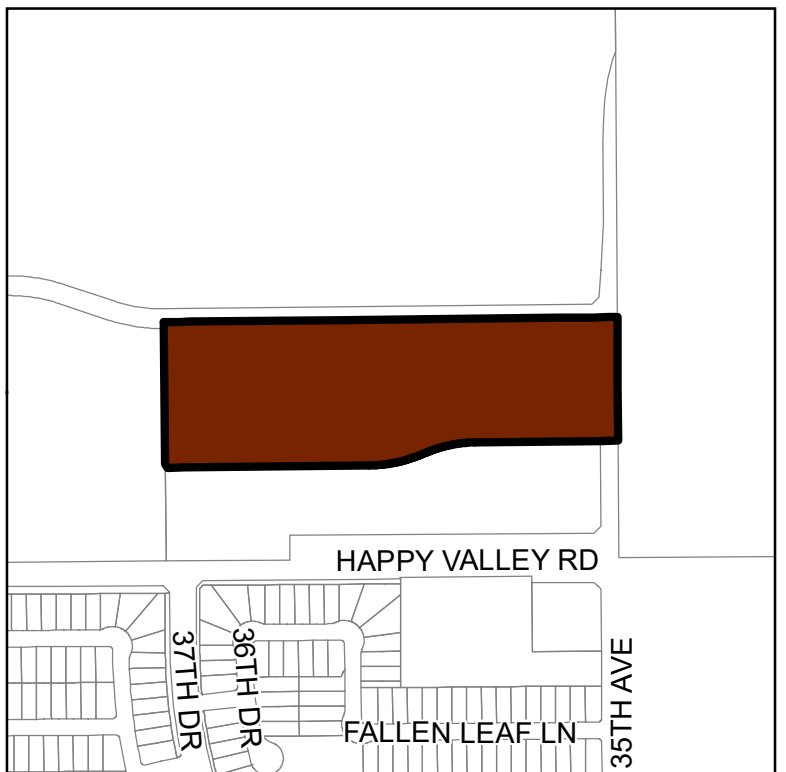 HAPPY VALLEY RD
37TH DR
36TH DR
35TH AVE
FALLEN LEAF LN